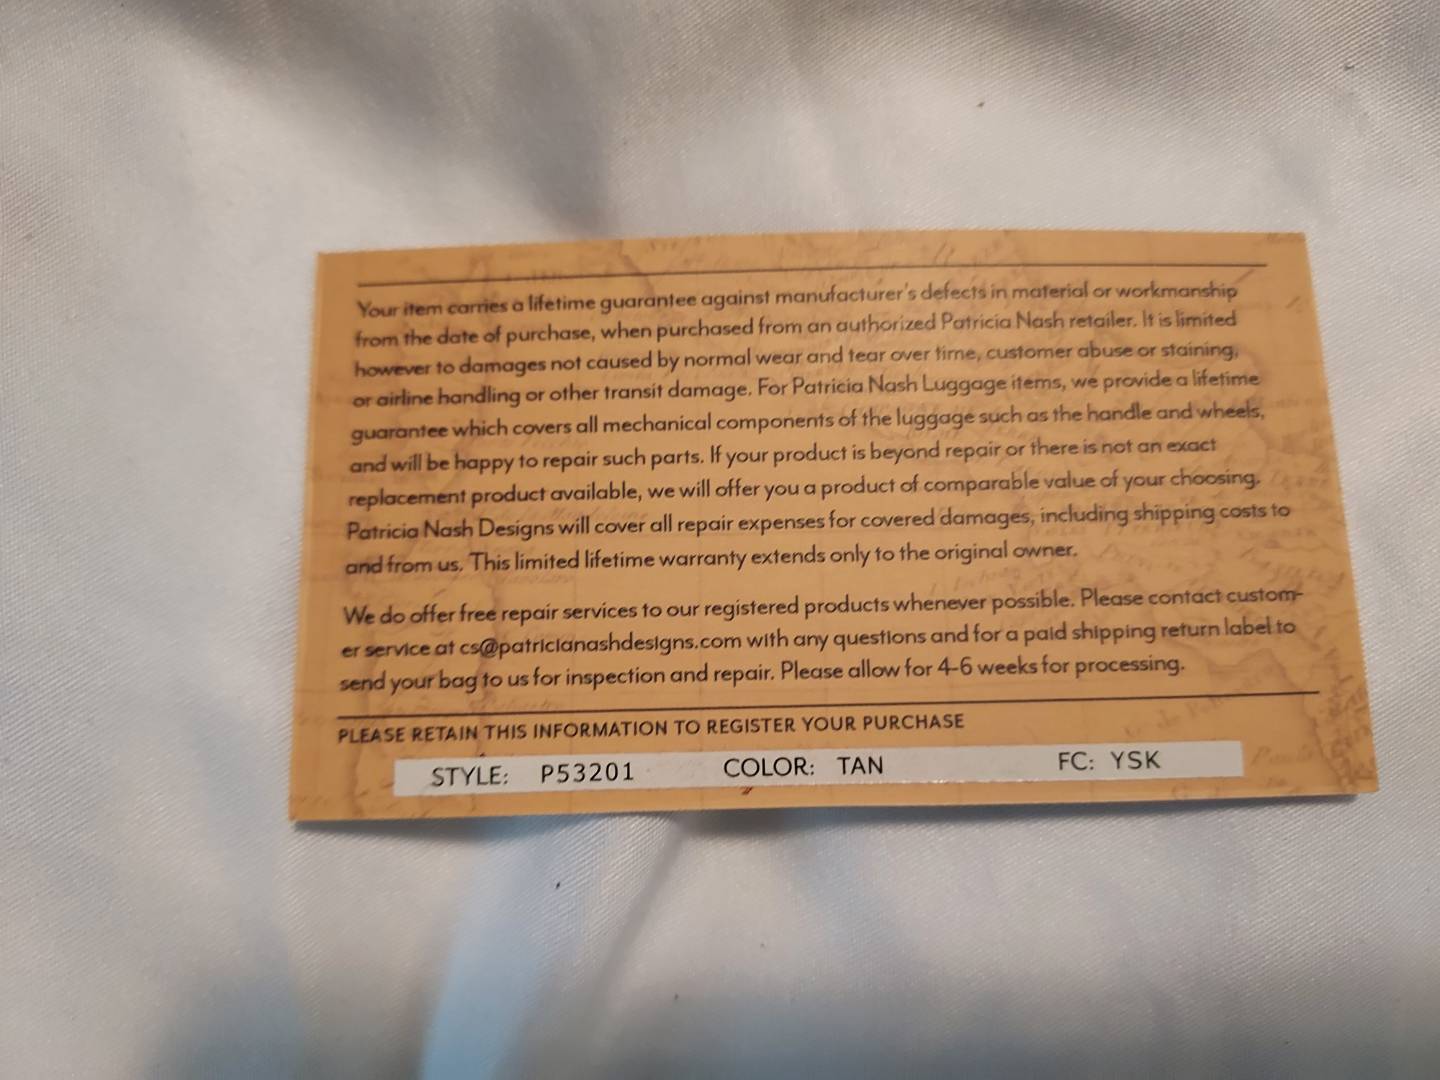 Your item carries a lifetime guarantee against manufacturer's defects in material or workmanship
from the date of purchase, when purchased from an authorized Patricia Nash retailer. It is limited
however to damages not caused by normal wear and tear over time, customer abuse or staining,
or airline handling or other transit damage. For Patricia Nash Luggage items, we provide a lifetime
guarantee which covers all mechanical components of the luggage such as the handle and wheels,
and will be happy to repair such parts. If your product is beyond repair or there is not an exact
replacement product available, we will offer you a product of comparable value of your choosing.
Patricia Nash Designs will cover all repair expenses for covered damages, including shipping costs to
and from us. This limited lifetime warranty extends only to the original owner.
We do offer free repair services to our registered products whenever possible. Please contact custom-
er service at cs@patricianashdesigns.com with any questions and for a paid shipping return label to
send your bag to us for inspection and repair. Please allow for 4-6 weeks for processing.
PLEASE RETAIN THIS INFORMATION TO REGISTER YOUR PURCHASE
STYLE: P53201 COLOR: TAN FC: YSK